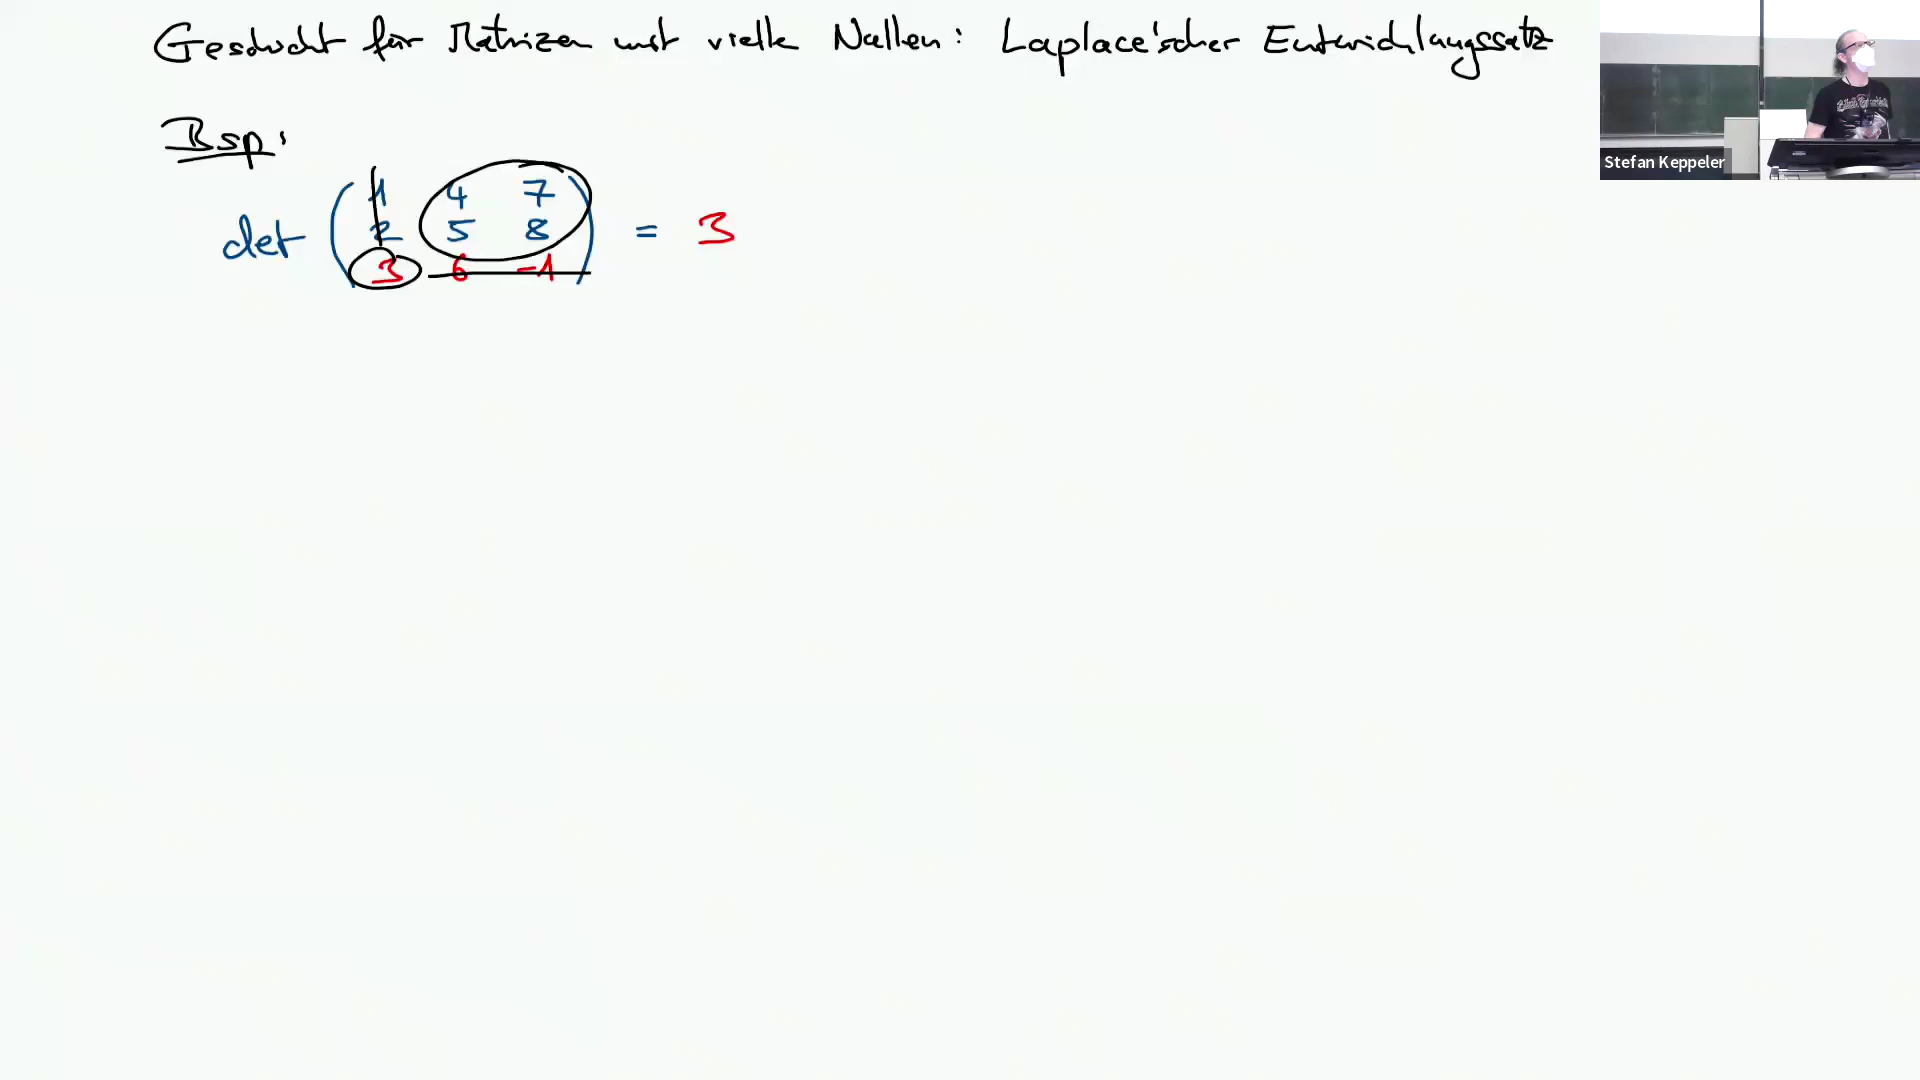 Geschickt für Matrizen mit vielen Nullen: Laplace'scher Entwicklungssatz
Stefan Keppeler
Bsp:
det ( 1 4 7 ) = 3
2 5 8
3 6 -1